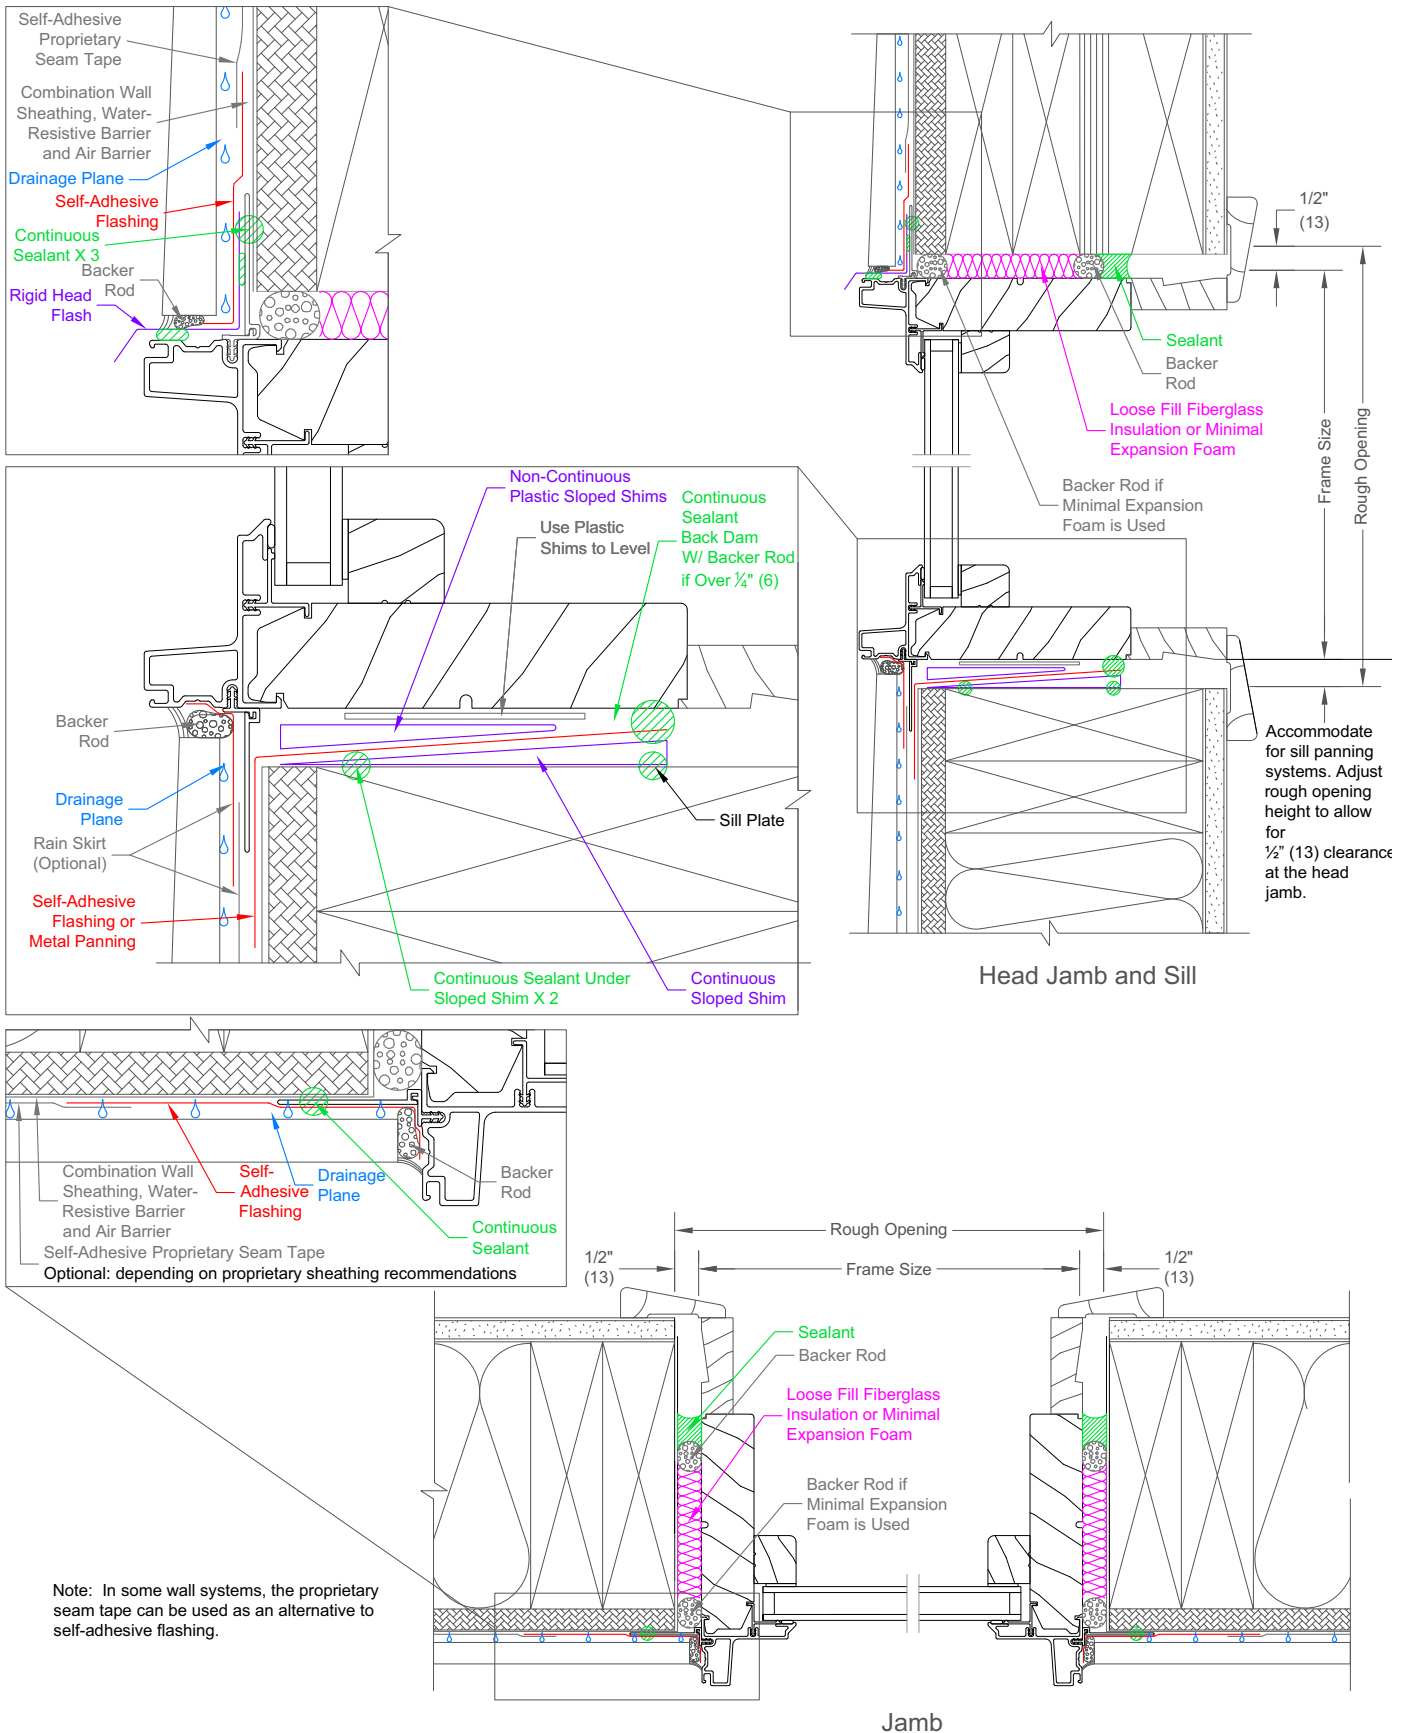 Self-Adhesive
Proprietary
Seam Tape
Combination Wall
Sheathing, Water-
Resistive Barrier
and Air Barrier
Drainage Plane
Self-Adhesive
Flashing
Continuous
Sealant X 3
Backer
Rod
Rigid Head
Flash
1/2"
(13)
Sealant
Backer
Rod
Loose Fill Fiberglass
Insulation or Minimal
Expansion Foam
Backer Rod if
Minimal Expansion
Foam is Used
Frame Size
Rough Opening
Accommodate
for sill panning
systems. Adjust
rough opening
height to allow
for
½” (13) clearance
at the head
jamb.
Head Jamb and Sill
Non-Continuous
Plastic Sloped Shims
Use Plastic
Shims to Level
Continuous
Sealant
Back Dam
W/ Backer Rod
if Over ¼" (6)
Backer
Rod
Drainage
Plane
Rain Skirt
(Optional)
Self-Adhesive
Flashing or
Metal Panning
Sill Plate
Continuous Sealant Under
Sloped Shim X 2
Continuous
Sloped Shim
Combination Wall
Sheathing, Water-
Resistive Barrier
and Air Barrier
Self-
Adhesive
Flashing
Drainage
Plane
Backer
Rod
Continuous
Sealant
Self-Adhesive Proprietary Seam Tape
Optional: depending on proprietary sheathing recommendations
Rough Opening
1/2"
(13)
Frame Size
1/2"
(13)
Sealant
Backer Rod
Loose Fill Fiberglass
Insulation or Minimal
Expansion Foam
Backer Rod if
Minimal Expansion
Foam is Used
Note: In some wall systems, the proprietary
seam tape can be used as an alternative to
self-adhesive flashing.
Jamb